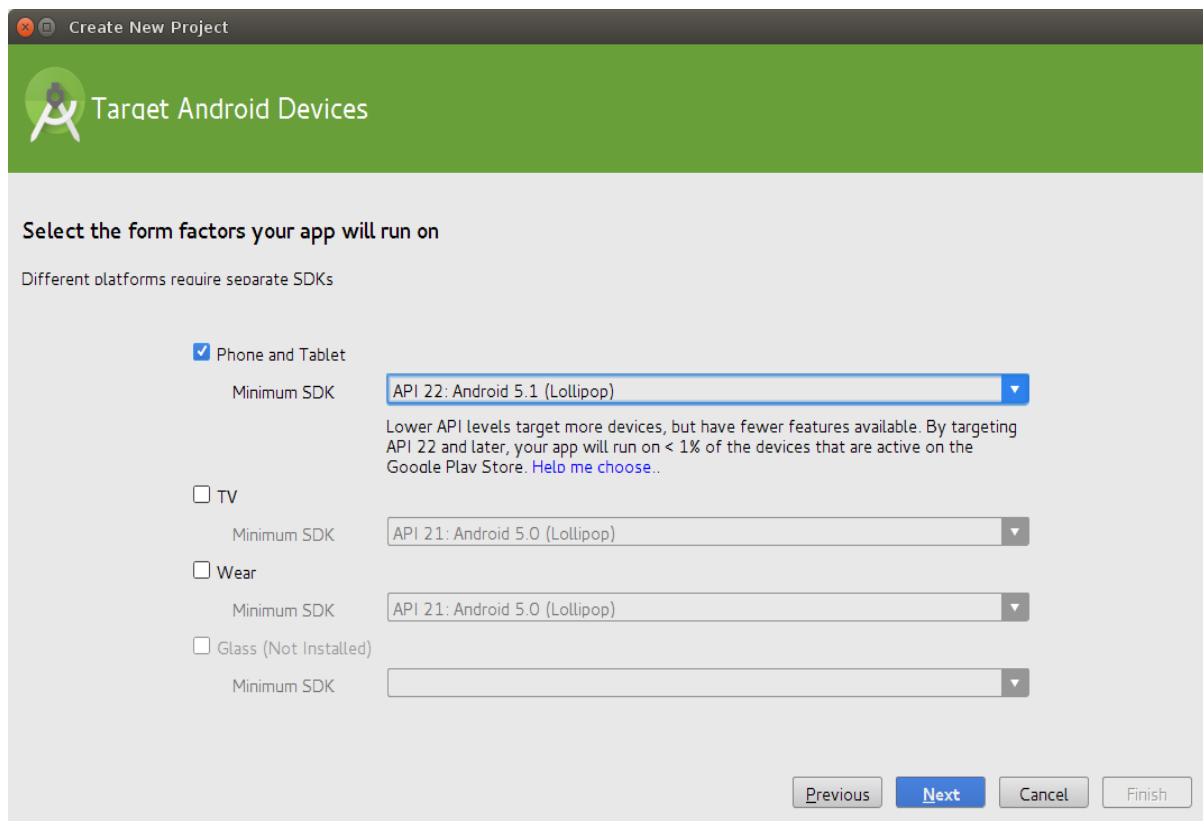 Create New Project
Target Android Devices
Select the form factors your app will run on
Different platforms require separate SDKs
Phone and Tablet
Minimum SDK API 22: Android 5.1 (Lollipop)
Lower API levels target more devices, but have fewer features available. By targeting
API 22 and later, your app will run on < 1% of the devices that are active on the
Google Play Store. Help me choose..
TV
Minimum SDK API 21: Android 5.0 (Lollipop)
Wear
Minimum SDK API 21: Android 5.0 (Lollipop)
Glass (Not Installed)
Minimum SDK
Previous Next Cancel Finish